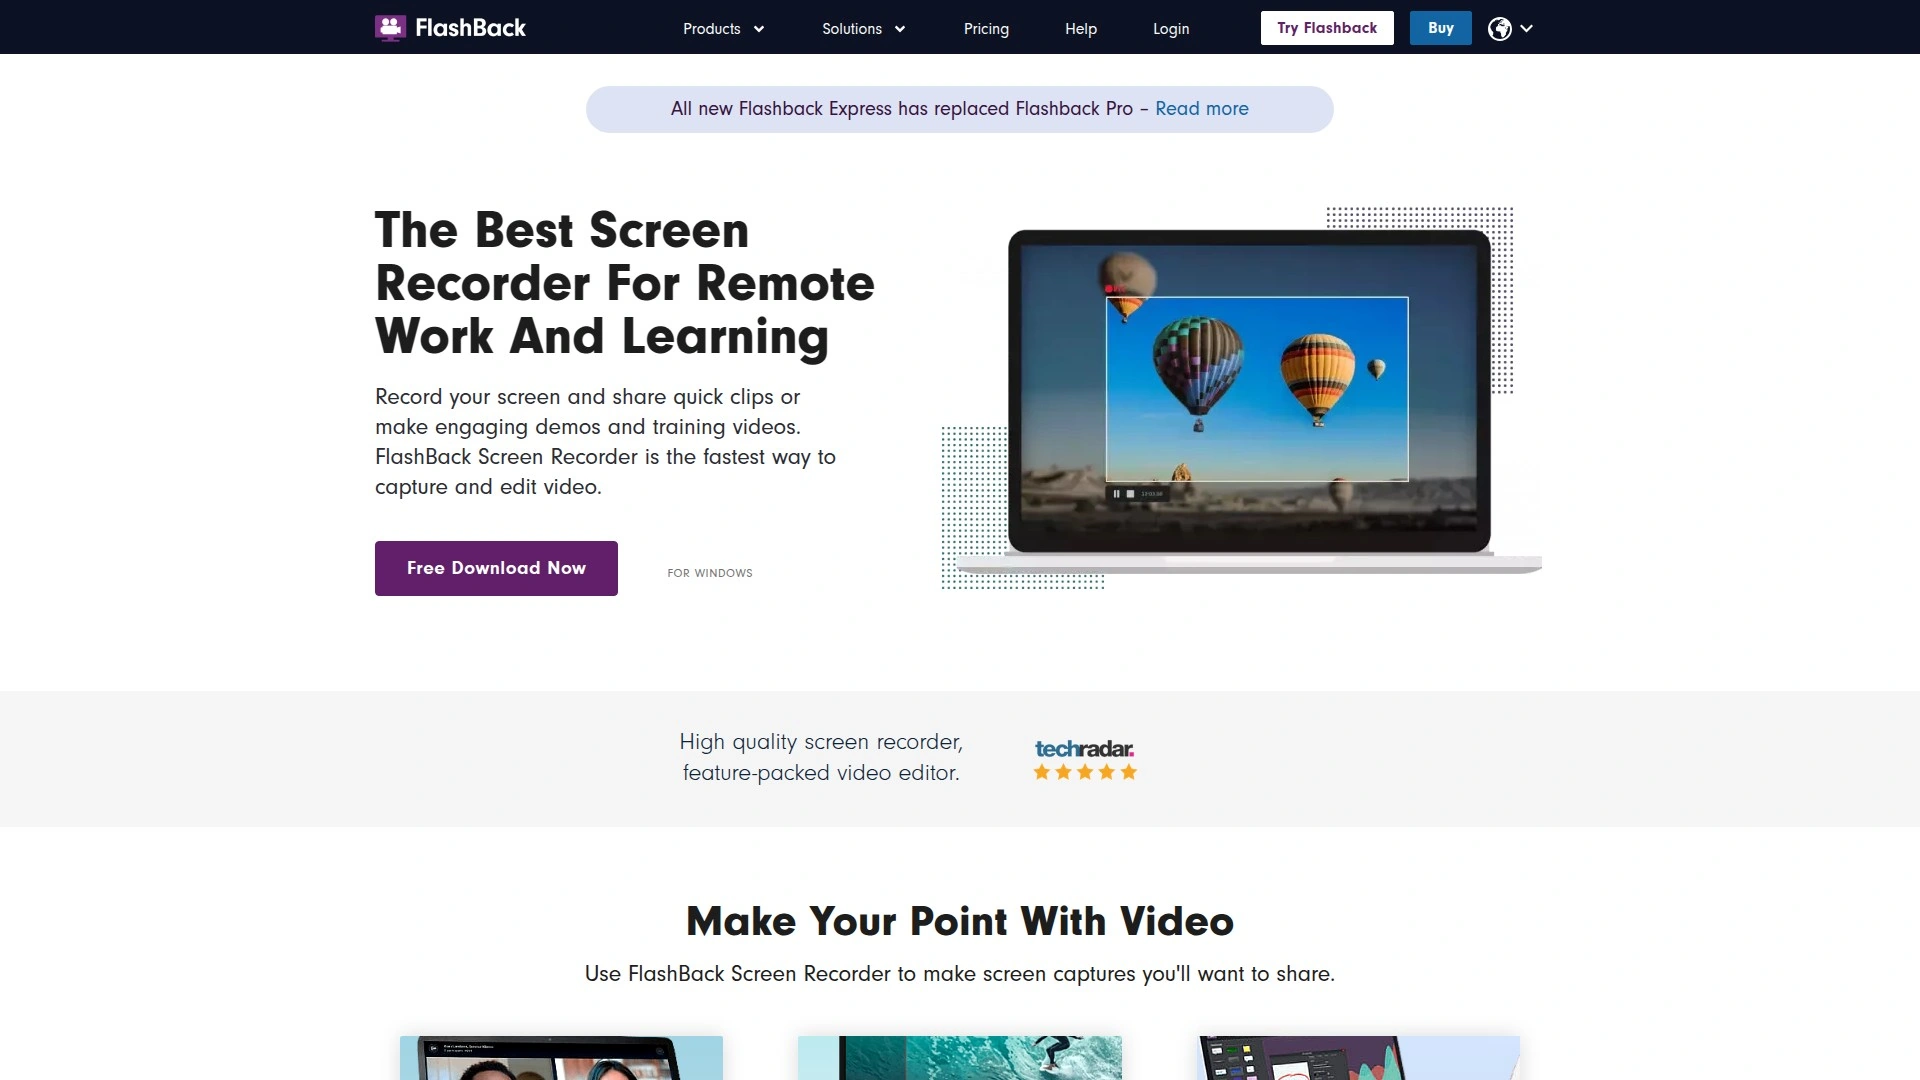 FlashBack
Products
Solutions
Pricing
Help
Login
Try Flashback
Buy
All new Flashback Express has replaced Flashback Pro – Read more
The Best Screen
Recorder For Remote
Work And Learning
Record your screen and share quick clips or
make engaging demos and training videos.
FlashBack Screen Recorder is the fastest way to
capture and edit video.
Free Download Now
FOR WINDOWS
High quality screen recorder,
feature-packed video editor.
techradar.
Make Your Point With Video
Use FlashBack Screen Recorder to make screen captures you'll want to share.